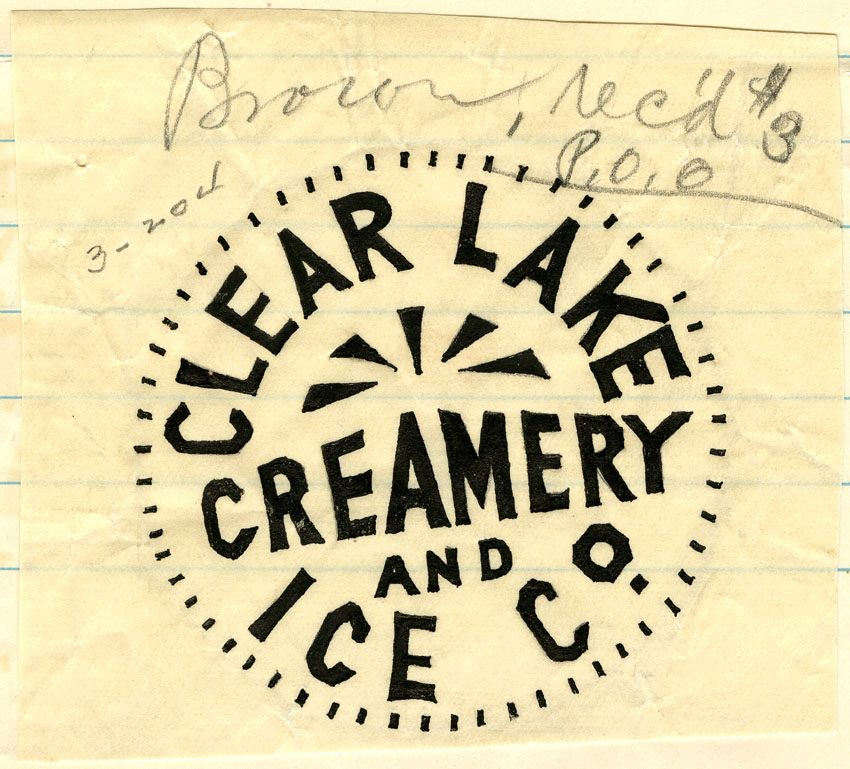 Brown, Rec'd $3
P.O.O
3-204
CLEAR LAKE
CREAMERY
AND
ICE CO.